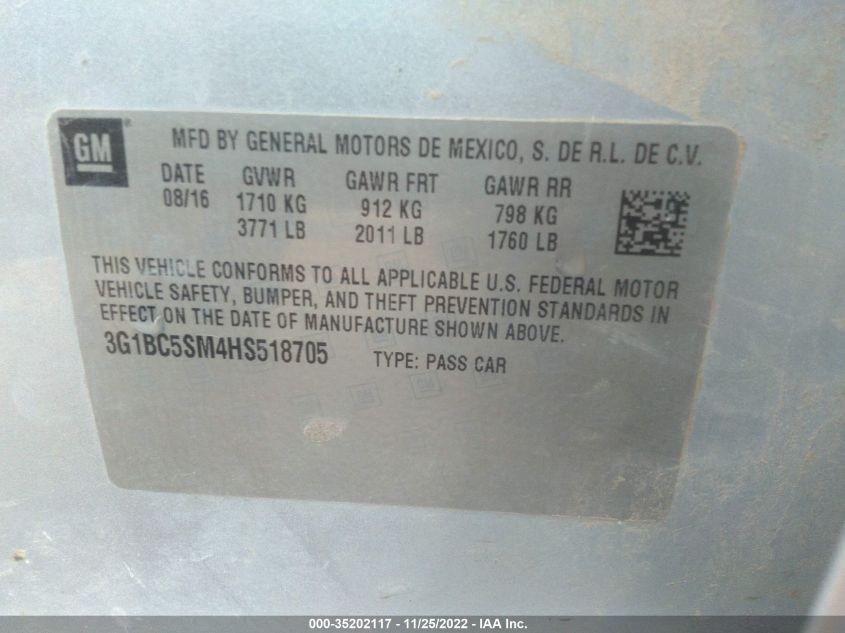 GM®
MFD BY GENERAL MOTORS DE MEXICO, S. DE R.L. DE C.V.
DATE GVWR GAWR FRT GAWR RR
08/16 1710 KG 912 KG 798 KG
3771 LB 2011 LB 1760 LB
THIS VEHICLE CONFORMS TO ALL APPLICABLE U.S. FEDERAL MOTOR
VEHICLE SAFETY, BUMPER, AND THEFT PREVENTION STANDARDS IN
EFFECT ON THE DATE OF MANUFACTURE SHOWN ABOVE.
3G1BC5SM4HS518705 TYPE: PASS CAR
000-35202117 - 11/25/2022 - IAA Inc.